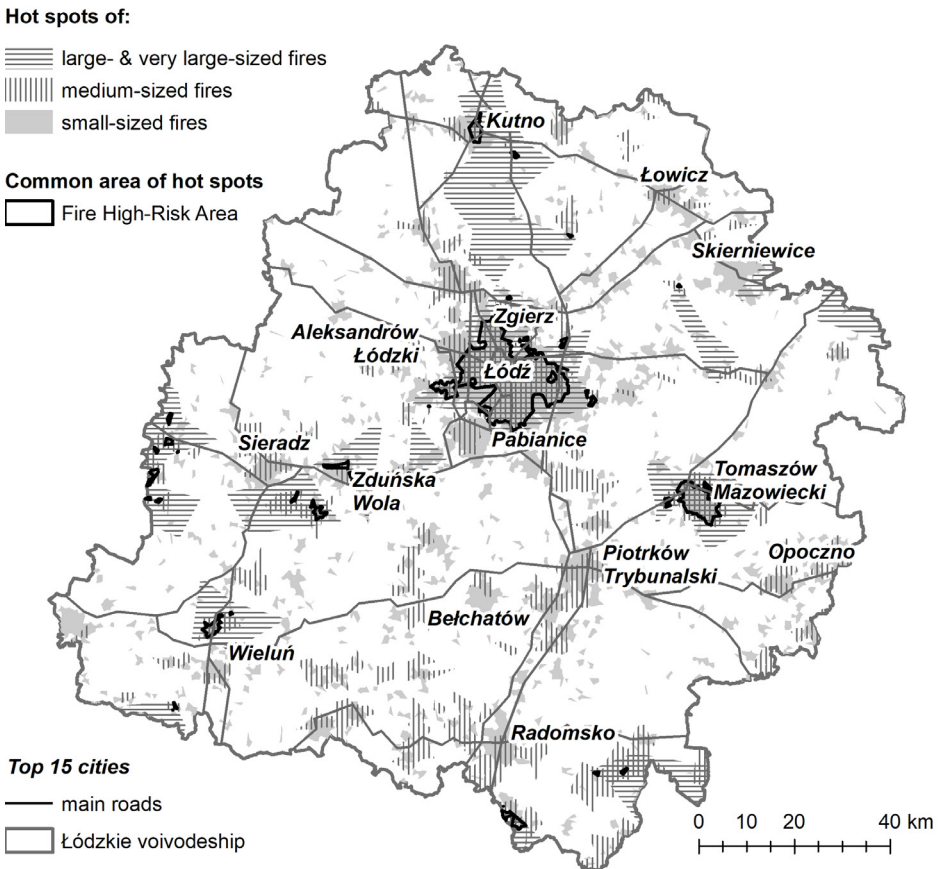 Hot spots of:
large- & very large-sized fires
medium-sized fires
small-sized fires
Common area of hot spots
Fire High-Risk Area
Kutno
Łowicz
Skierniewice
Zgierz
Aleksandrów
Łódzki
Łódź
Pabianice
Sieradz
Zduńska
Wola
Tomaszów
Mazowiecki
Piotrków
Trybunalski
Opoczno
Bełchatów
Wieluń
Radomsko
Top 15 cities
main roads
Łódzkie voivodeship
0 10 20 40 km